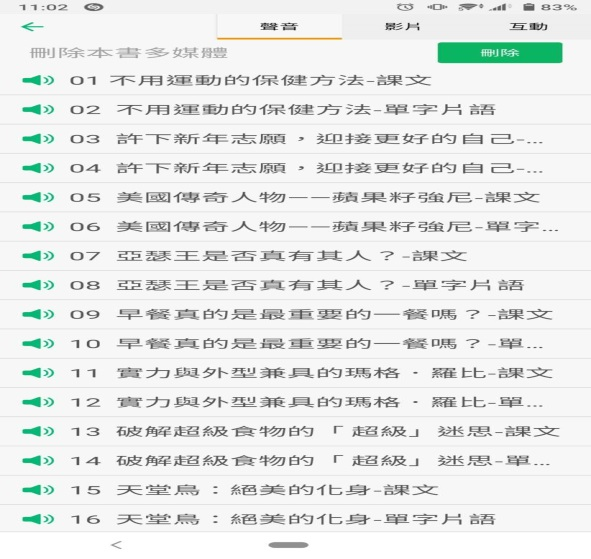 11:02 83%
聲音 影片 互動
刪除本書多媒體 刪除
01 不用運動的保健方法-課文
02 不用運動的保健方法-單字片語
03 許下新年志願，迎接更好的自己-...
04 許下新年志願，迎接更好的自己-...
05 美國傳奇人物——蘋果籽強尼-課文
06 美國傳奇人物——蘋果籽強尼-單字...
07 亞瑟王是否真有其人？-課文
08 亞瑟王是否真有其人？-單字片語
09 早餐真的是最重要的一餐嗎？-課文
10 早餐真的是最重要的一餐嗎？-單...
11 實力與外型兼具的瑪格．羅比-課文
12 實力與外型兼具的瑪格．羅比-單...
13 破解超級食物的「超級」迷思-課文
14 破解超級食物的「超級」迷思-單...
15 天堂鳥：絕美的化身-課文
16 天堂鳥：絕美的化身-單字片語